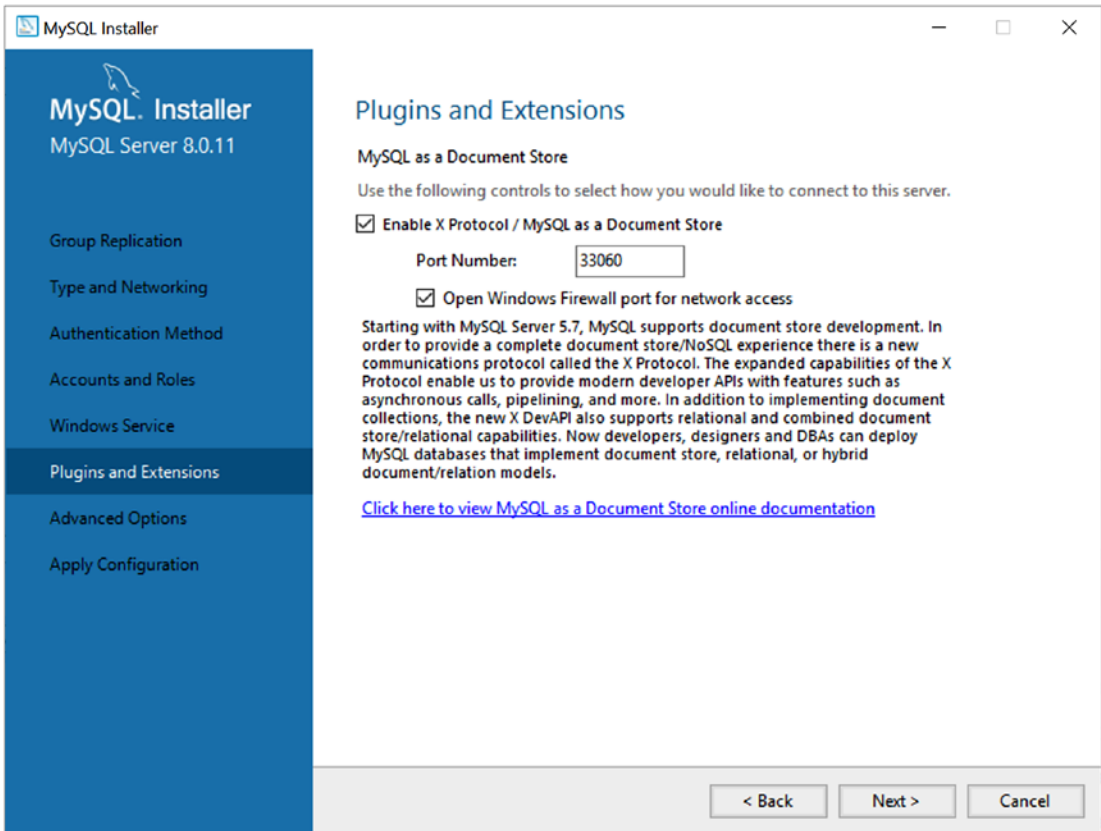 MySQL Installer
MySQL. Installer
MySQL Server 8.0.11
Group Replication
Type and Networking
Authentication Method
Accounts and Roles
Windows Service
Plugins and Extensions
Advanced Options
Apply Configuration
Plugins and Extensions
MySQL as a Document Store
Use the following controls to select how you would like to connect to this server.
Enable X Protocol / MySQL as a Document Store
Port Number: 33060
Open Windows Firewall port for network access
Starting with MySQL Server 5.7, MySQL supports document store development. In
order to provide a complete document store/NoSQL experience there is a new
communications protocol called the X Protocol. The expanded capabilities of the X
Protocol enable us to provide modern developer APIs with features such as
asynchronous calls, pipelining, and more. In addition to implementing document
collections, the new X DevAPI also supports relational and combined document
store/relational capabilities. Now developers, designers and DBAs can deploy
MySQL databases that implement document store, relational, or hybrid
document/relation models.
Click here to view MySQL as a Document Store online documentation
< Back Next > Cancel